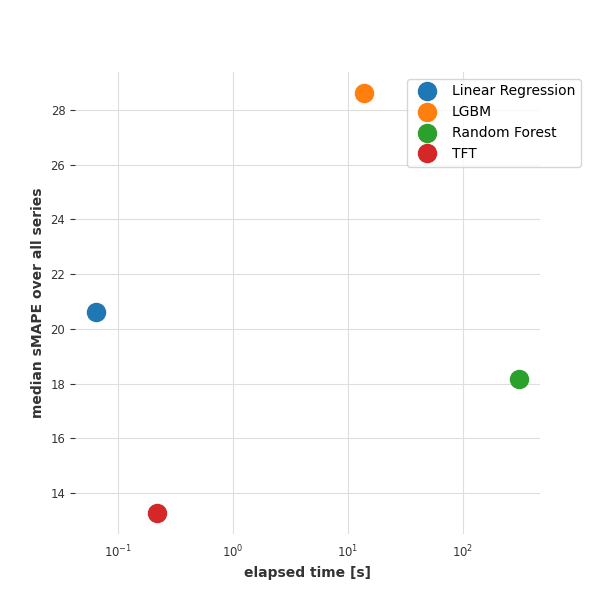 Linear Regression
LGBM
Random Forest
TFT
median sMAPE over all series
28
26
24
22
20
18
16
14
10⁻¹ 10⁰ 10¹ 10²
elapsed time [s]